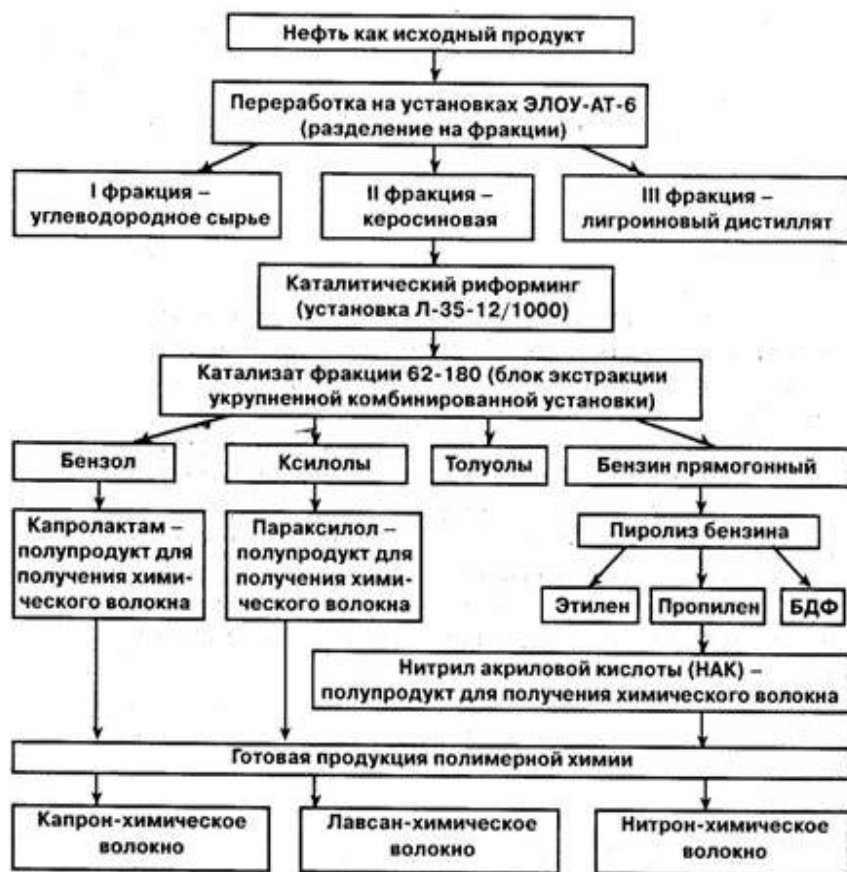 Нефть как исходный продукт
Переработка на установках ЭЛОУ-АТ-6
(разделение на фракции)
I фракция –
углеводородное сырье
II фракция –
керосиновая
III фракция –
лигроиновый дистиллят
Каталитический риформинг
(установка Л-35-12/1000)
Катализат фракции 62-180 (блок экстракции
укрупненной комбинированной установки)
Бензол
Ксилолы
Толуолы
Бензин прямогонный
Капролактам –
полупродукт для
получения хими-
ческого волокна
Параксилол –
полупродукт для
получения хими-
ческого волокна
Пиролиз бензина
Этилен
Пропилен
БДФ
Нитрил акриловой кислоты (НАК) –
полупродукт для получения химического волокна
Готовая продукция полимерной химии
Капрон-химическое
волокно
Лавсан-химическое
волокно
Нитрон-химическое
волокно